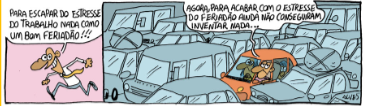 PARA ESCAPAR DO ESTRESSE
DO TRABALHO NADA COMO
UM BOM FERIADÃO!!!
AGORA, PARA ACABAR COM O ESTRESSE
DO FERIADÃO AINDA NÃO CONSEGUIRAM
INVENTAR NADA.